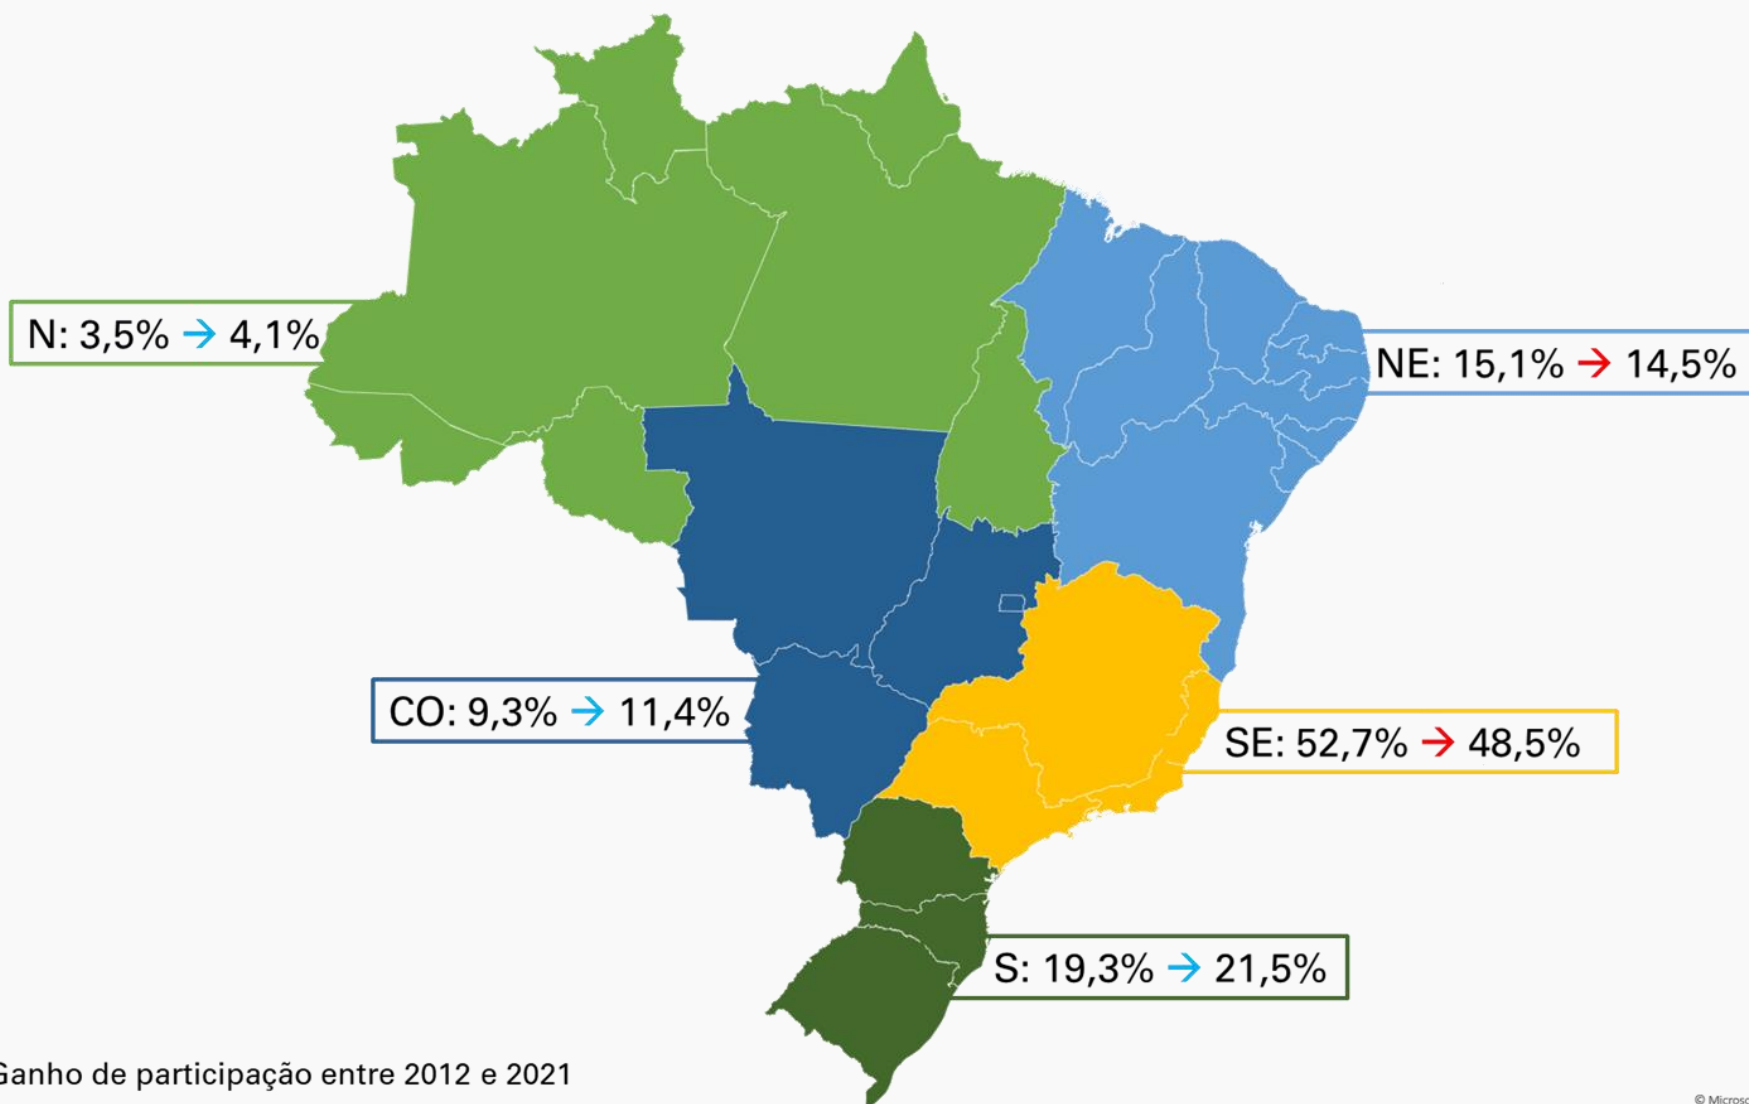 N: 3,5% → 4,1%
NE: 15,1% → 14,5%
CO: 9,3% → 11,4%
SE: 52,7% → 48,5%
S: 19,3% → 21,5%
Ganho de participação entre 2012 e 2021
©